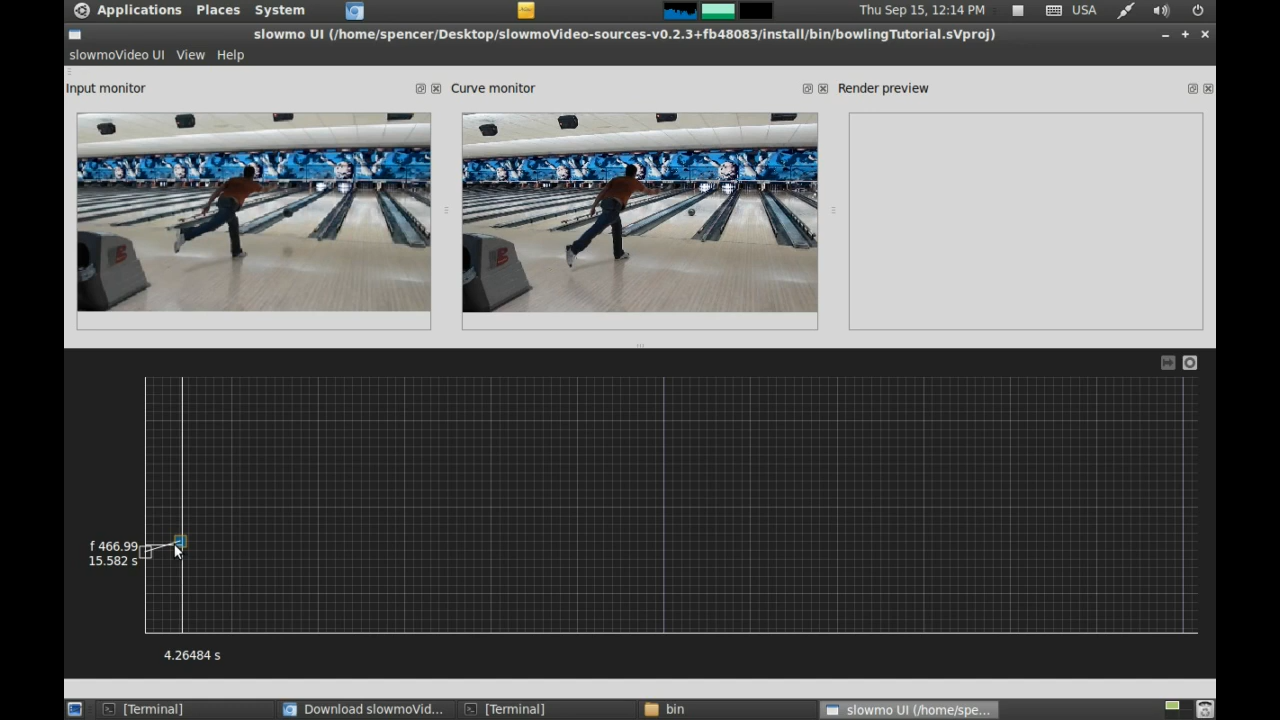 Applications Places System
Thu Sep 15, 12:14 PM
USA
slowmo UI (/home/spencer/Desktop/slowmoVideo-sources-v0.2.3+fb48083/install/bin/bowlingTutorial.sVproj)
slowmoVideo UI View Help
Input monitor
Curve monitor
Render preview
f 466.99
15.582 s
4.26484 s
[Terminal]
Download slowmoVid...
[Terminal]
bin
slowmo UI (/home/spe...